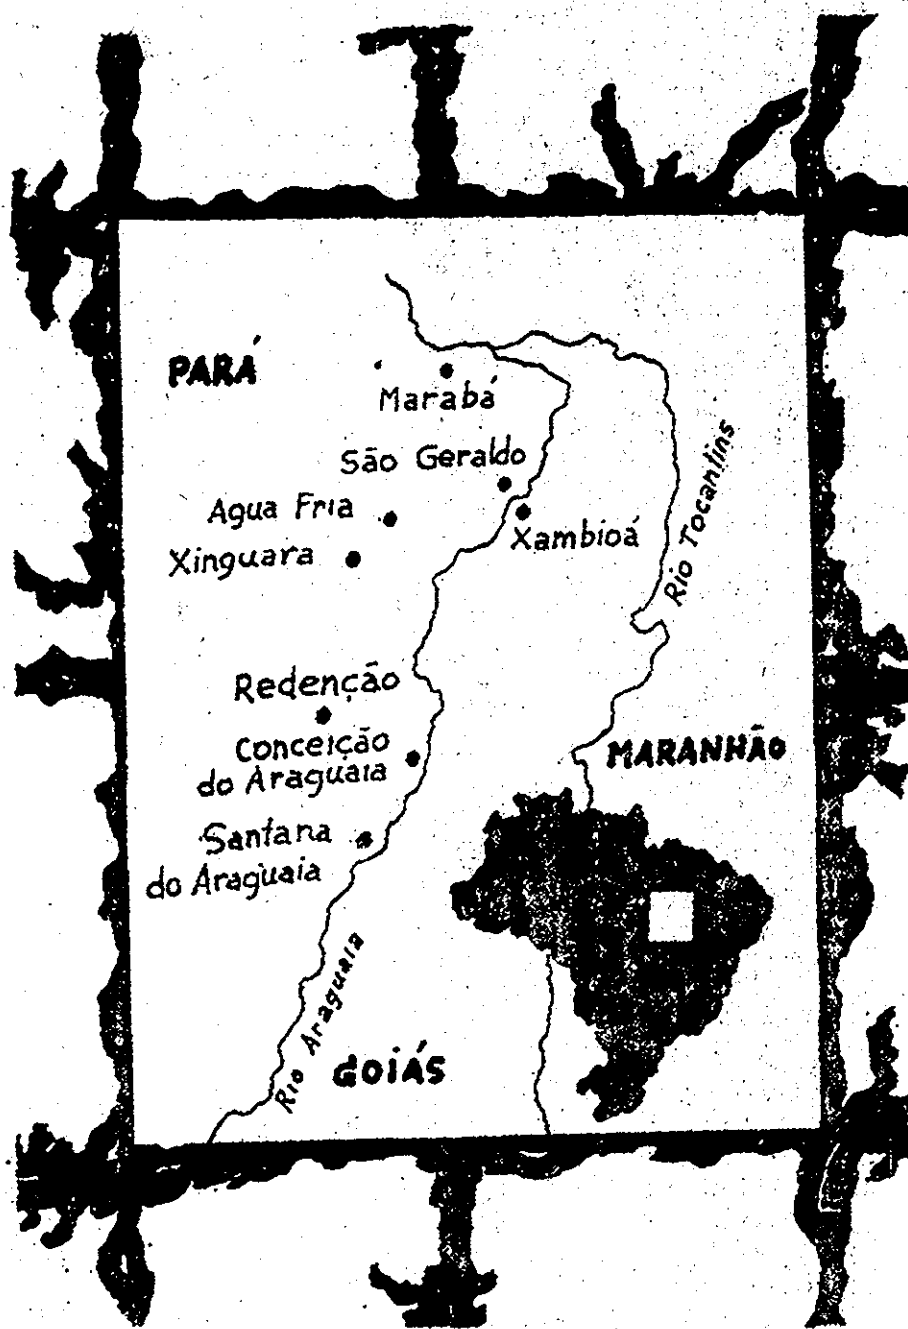 PARÁ
Marabá
São Geraldo
Agua Fria
Xambioá
Xinguara
Rio Tocantins
Redenção
Conceição
do Araguaia
MARANHÃO
Santana
do Araguaia
Rio Araguaia
GOIÁS